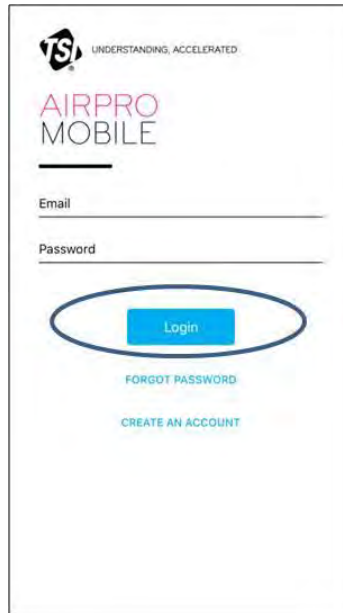 TSI
UNDERSTANDING, ACCELERATED
AIRPRO
MOBILE
Email
Password
Login
FORGOT PASSWORD
CREATE AN ACCOUNT